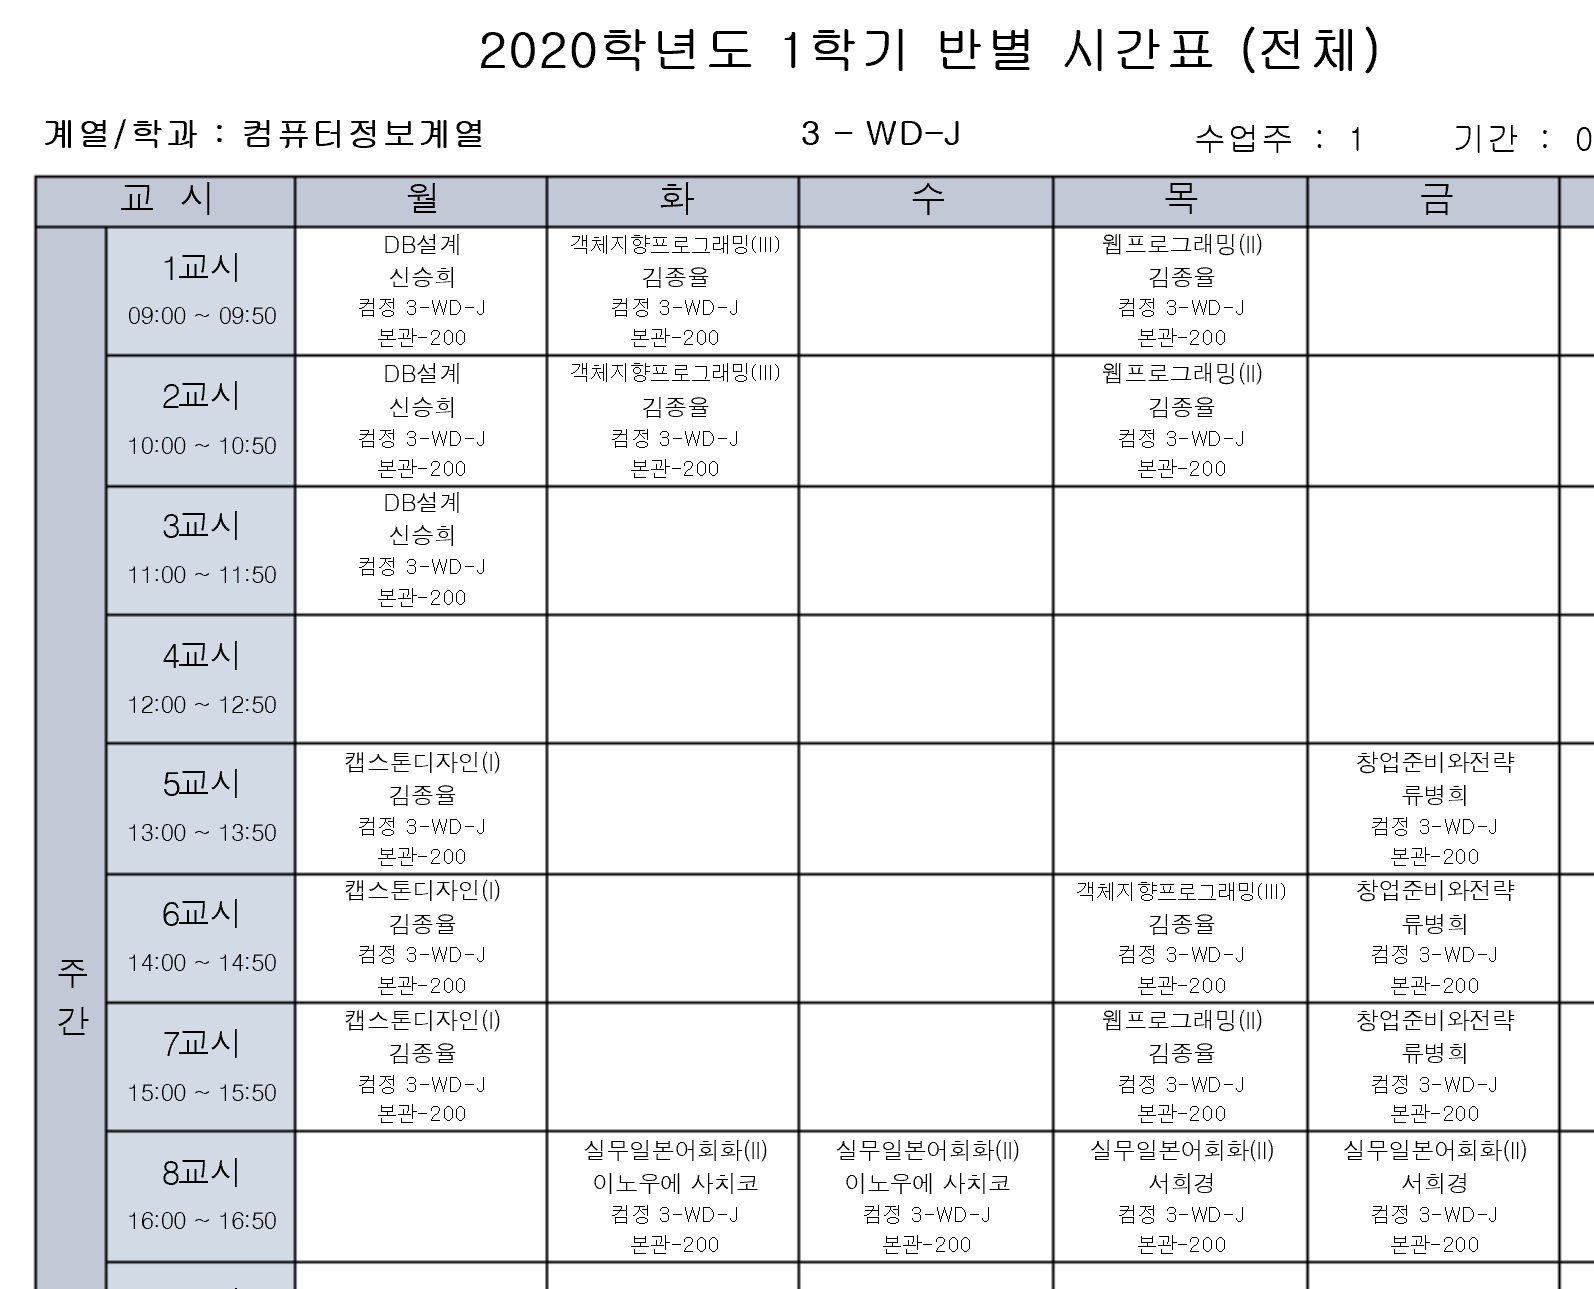 2020학년도 1학기 반별 시간표 (전체)
계열/학과 : 컴퓨터정보계열 3 - WD-J 수업주 : 1 기간 : 0
교 시 월 화 수 목 금
주간
1교시
09:00 ~ 09:50
DB설계
신승희
컴정 3-WD-J
본관-200
객체지향프로그래밍(III)
김종율
컴정 3-WD-J
본관-200
웹프로그래밍(II)
김종율
컴정 3-WD-J
본관-200
2교시
10:00 ~ 10:50
DB설계
신승희
컴정 3-WD-J
본관-200
객체지향프로그래밍(III)
김종율
컴정 3-WD-J
본관-200
웹프로그래밍(II)
김종율
컴정 3-WD-J
본관-200
3교시
11:00 ~ 11:50
DB설계
신승희
컴정 3-WD-J
본관-200
4교시
12:00 ~ 12:50
5교시
13:00 ~ 13:50
캡스톤디자인(I)
김종율
컴정 3-WD-J
본관-200
창업준비와전략
류병희
컴정 3-WD-J
본관-200
6교시
14:00 ~ 14:50
캡스톤디자인(I)
김종율
컴정 3-WD-J
본관-200
객체지향프로그래밍(III)
김종율
컴정 3-WD-J
본관-200
창업준비와전략
류병희
컴정 3-WD-J
본관-200
7교시
15:00 ~ 15:50
캡스톤디자인(I)
김종율
컴정 3-WD-J
본관-200
웹프로그래밍(II)
김종율
컴정 3-WD-J
본관-200
창업준비와전략
류병희
컴정 3-WD-J
본관-200
8교시
16:00 ~ 16:50
실무일본어회화(II)
이노우에 사치코
컴정 3-WD-J
본관-200
실무일본어회화(II)
이노우에 사치코
컴정 3-WD-J
본관-200
실무일본어회화(II)
서희경
컴정 3-WD-J
본관-200
실무일본어회화(II)
서희경
컴정 3-WD-J
본관-200